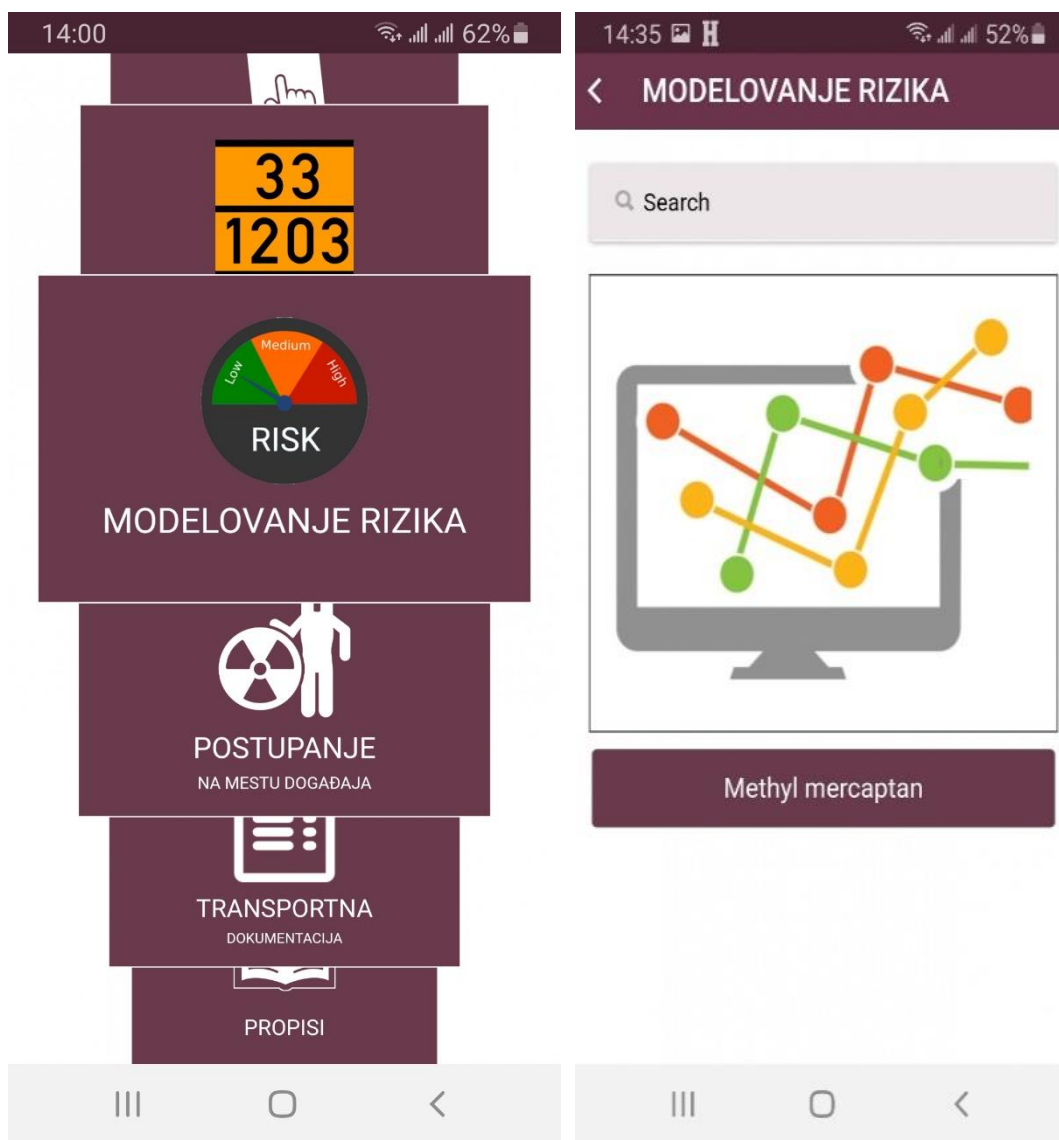 14:00
62%
33
1203
Low
Medium
High
RISK
MODELOVANJE RIZIKA
POSTUPANJE
NA MESTU DOGAĐAJA
TRANSPORTNA
DOKUMENTACIJA
PROPISI
14:35 H
52%
MODELOVANJE RIZIKA
Search
Methyl mercaptan